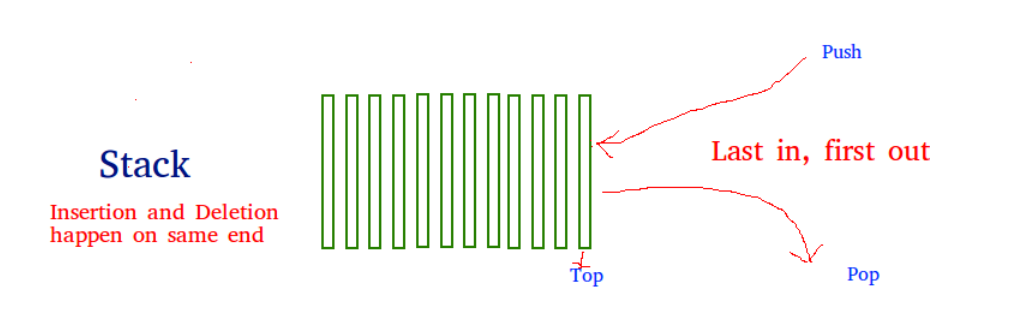 Push
Stack
Last in, first out
Insertion and Deletion
happen on same end
Top
Pop